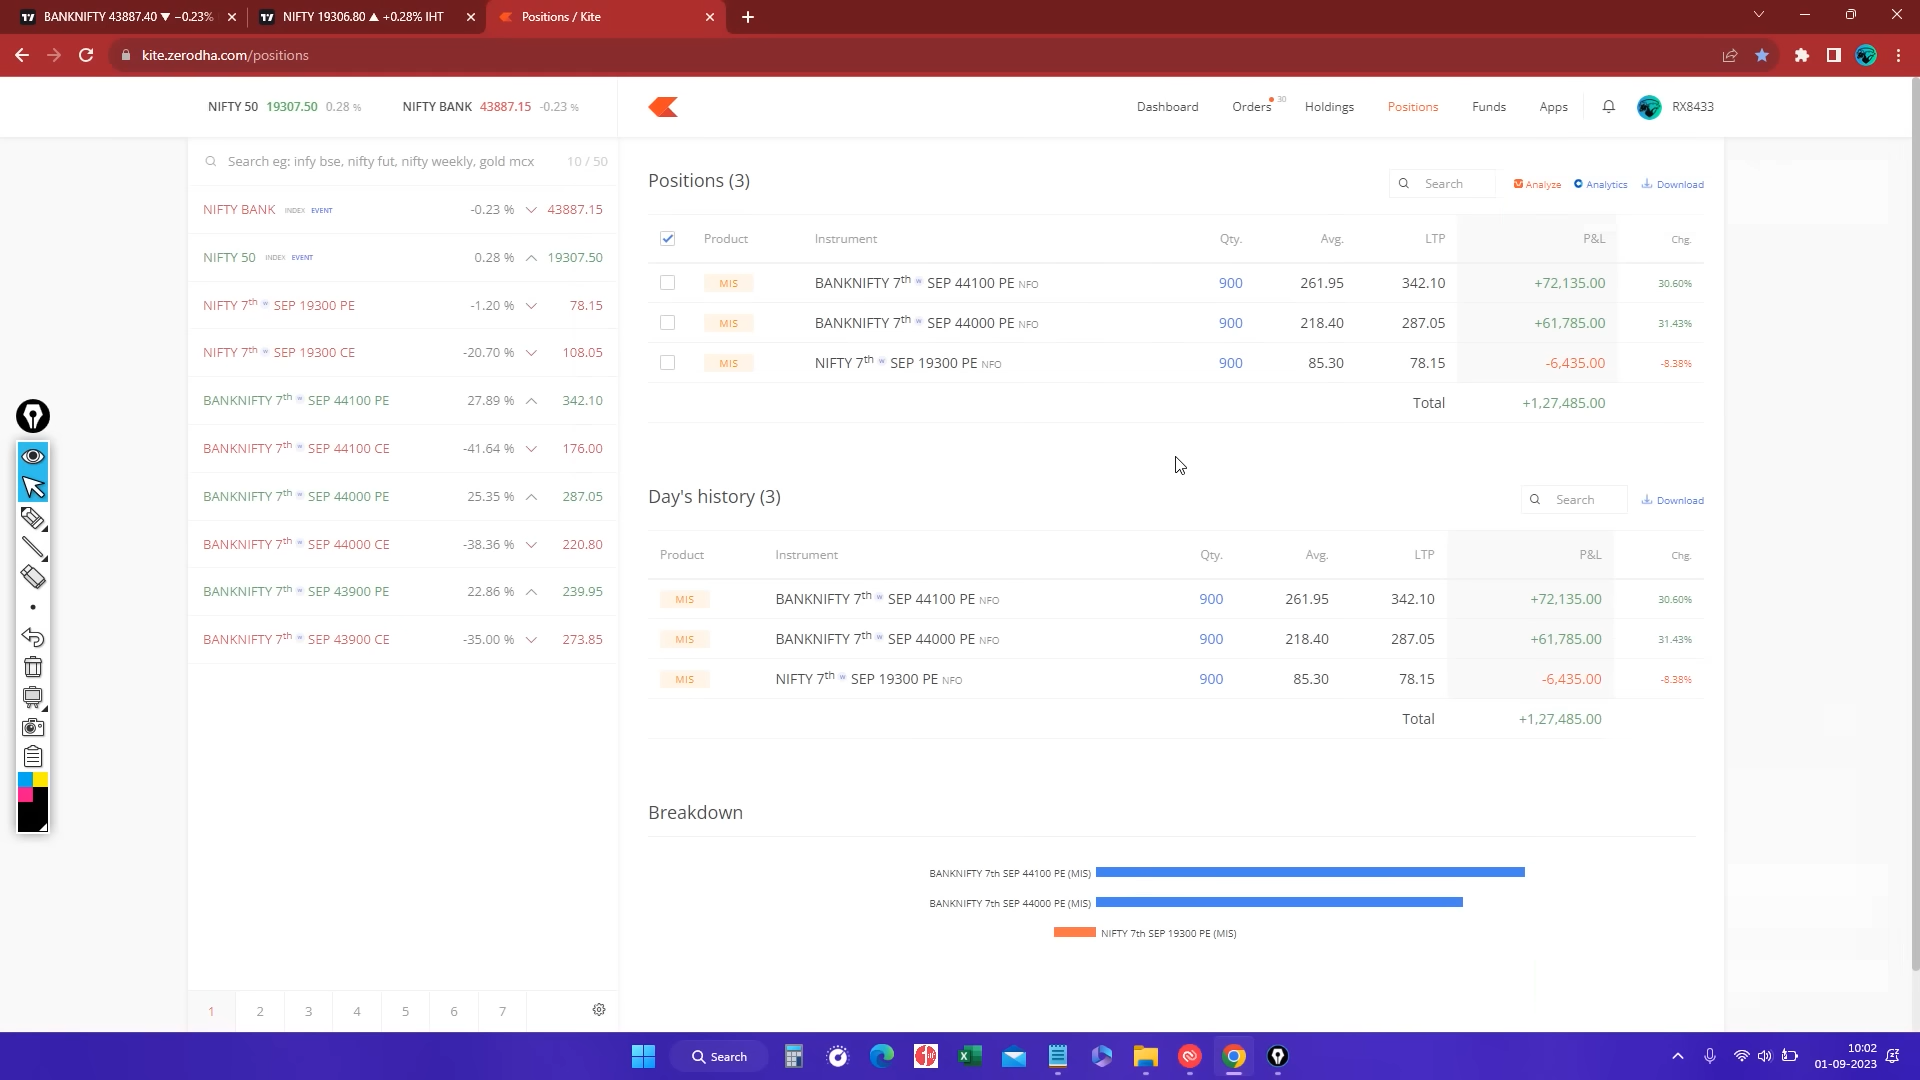 BANKNIFTY 43887.40 ▼ −0.23%
NIFTY 19306.80 ▲ +0.28% IHT
Positions / Kite
kite.zerodha.com/positions
NIFTY 50 19307.50 0.28 %
NIFTY BANK 43887.15 -0.23 %
Dashboard
Orders 30
Holdings
Positions
Funds
Apps
RX8433
Search eg: infy bse, nifty fut, nifty weekly, gold mcx 10 / 50
NIFTY BANK INDEX EVENT -0.23 % 43887.15
NIFTY 50 INDEX EVENT 0.28 % 19307.50
NIFTY 7th w SEP 19300 PE -1.20 % 78.15
NIFTY 7th w SEP 19300 CE -20.70 % 108.05
BANKNIFTY 7th w SEP 44100 PE 27.89 % 342.10
BANKNIFTY 7th w SEP 44100 CE -41.64 % 176.00
BANKNIFTY 7th w SEP 44000 PE 25.35 % 287.05
BANKNIFTY 7th w SEP 44000 CE -38.36 % 220.80
BANKNIFTY 7th w SEP 43900 PE 22.86 % 239.95
BANKNIFTY 7th w SEP 43900 CE -35.00 % 273.85
1 2 3 4 5 6 7
Positions (3)
Search
Analyze
Analytics
Download
Product Instrument Qty. Avg. LTP P&L Chg.
MIS BANKNIFTY 7th w SEP 44100 PE NFO 900 261.95 342.10 +72,135.00 30.60%
MIS BANKNIFTY 7th w SEP 44000 PE NFO 900 218.40 287.05 +61,785.00 31.43%
MIS NIFTY 7th w SEP 19300 PE NFO 900 85.30 78.15 -6,435.00 -8.38%
Total +1,27,485.00
Day's history (3)
Search
Download
Product Instrument Qty. Avg. LTP P&L Chg.
MIS BANKNIFTY 7th w SEP 44100 PE NFO 900 261.95 342.10 +72,135.00 30.60%
MIS BANKNIFTY 7th w SEP 44000 PE NFO 900 218.40 287.05 +61,785.00 31.43%
MIS NIFTY 7th w SEP 19300 PE NFO 900 85.30 78.15 -6,435.00 -8.38%
Total +1,27,485.00
Breakdown
BANKNIFTY 7th SEP 44100 PE (MIS)
BANKNIFTY 7th SEP 44000 PE (MIS)
NIFTY 7th SEP 19300 PE (MIS)
Search
10:02
01-09-2023